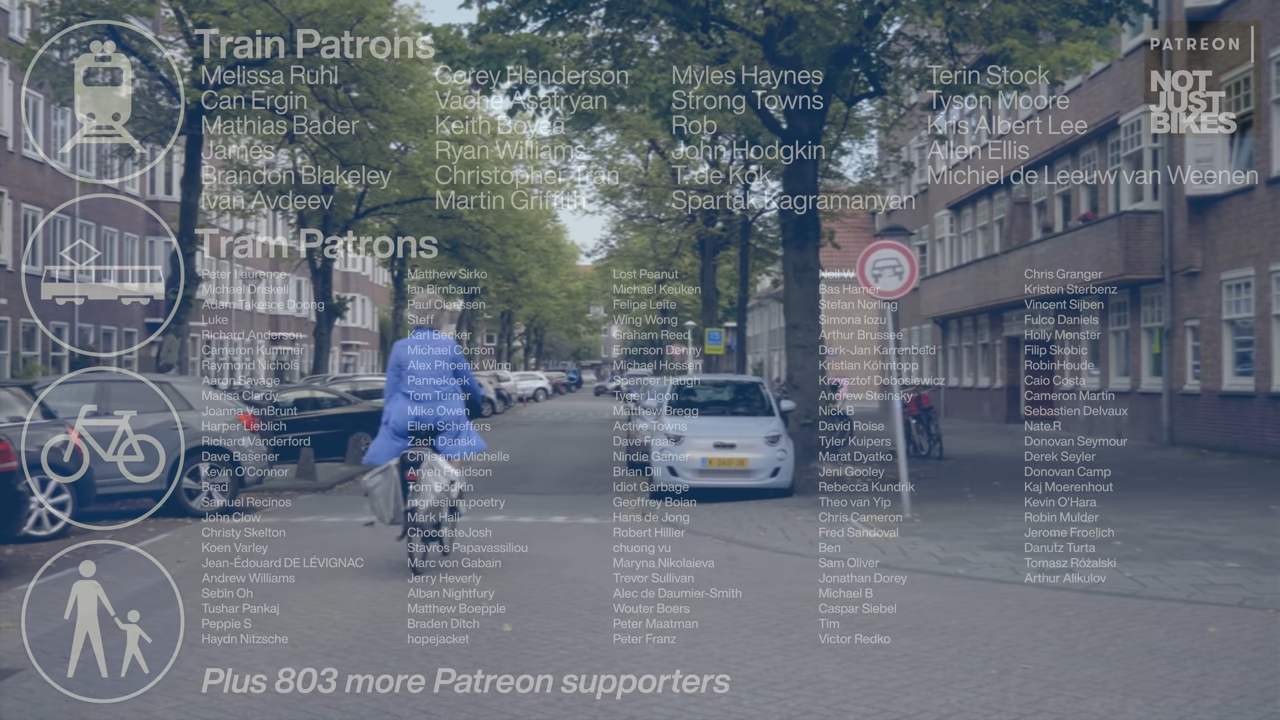 PATREON
NOT
JUST
BIKES
Train Patrons
Melissa Ruhl
Can Ergin
Mathias Bader
James
Brandon Blakeley
Ivan Avdeev
Corey Henderson
Vache Asatryan
Keith Boyea
Ryan Williams
Christopher Tran
Martin Griffith
Myles Haynes
Strong Towns
Rob
John Hodgkin
Kok
Spartak Kagramanyan
Terin Stock
Tyson Moore
Kris Albert Lee
Allan Ellis
Michiel de Leeuw van Weenen
Tram Patrons
Peter Laurence
Michael Driskell
Adam Takesco Doong
Luke
Richard Anderson
Cameron Kummer
Raymond Nichols
Aaron Savage
Marisa Clardy
Joanna VanBrunt
Harper
Richard Vanderford
Dave Basener
Kevin O'Connor
Brad
Samuel Recinos
John Clow
Christy Skelton
Koen Varley
Jean-Édouard DE LÉVIGNAC
Andrew Williams
Sebin Oh
Tushar Pankaj
Peppie S
Haydn Nitzsche
Matthew Sirko
Ian Birnbaum
Paul Claessen
Steff
Karl Beecher
Michael Corson
Alex Phoenix Wing
Pannekoek
Tom Turner
Mike Owens
Ellen
Zach Danski
Chris Michelle
Aryeh Freidson
Tom Bodkin
mgnesium.poetry
Mark Hall
ChocolateJosh
Stavros Papavassiliou
Marc von Gabain
Jerry Heverly
Alban Nightfury
Matthew Boepple
Braden Ditch
hopejacket
Lost Peanut
Michael Keuken
Felipe Leite
Wing Wong
Graham Reed
Emerson Denny
Michael Hossen
Spencer Haugh
Tyger Ligon
Matthew Bregg
Active Towns
Dave Fraas
Nindie Garner
Brian Dill
Idiot Garbage
Geoffrey Bolan
Hans de Jong
Robert Hillier
chuong vu
Maryna Nikolaieva
Trevor Sullivan
Alec de Daumier-Smith
Wouter Boers
Peter Maatman
Peter Franz
Neil W
Bas Hamer
Stefan Norlin
Simona Iozu
Arthur Brussee
Derk-Jan Karrenbeld
Kristian Köhntopp
Krzysztof Dobosiewicz
Andrew Steinsky
Nick B
David Roise
Tyler Kuipers
Marat Dyatko
Jeni Gooley
Rebecca Kundrik
Theo van Yip
Chris Cameron
Fred Sandoval
Ben
Sam Oliver
Jonathan Dorey
Michael B
Caspar Siebel
Tim
Victor Redko
Chris Granger
Kristen Sterbenz
Vincent Sijben
Fulco Daniels
Holly Mønster
Filip Skobic
RobinHoude
Caio Costa
Cameron Martin
Sebastien Delvaux
Nate.R
Donovan Seymour
Derek Seyler
Donovan Camp
Kaj Moerenhout
Kevin O'Hara
Robin Mulder
Jerome Froelich
Danutz Turta
Tomasz Różalski
Arthur Alikulov
Plus 803 more Patreon supporters